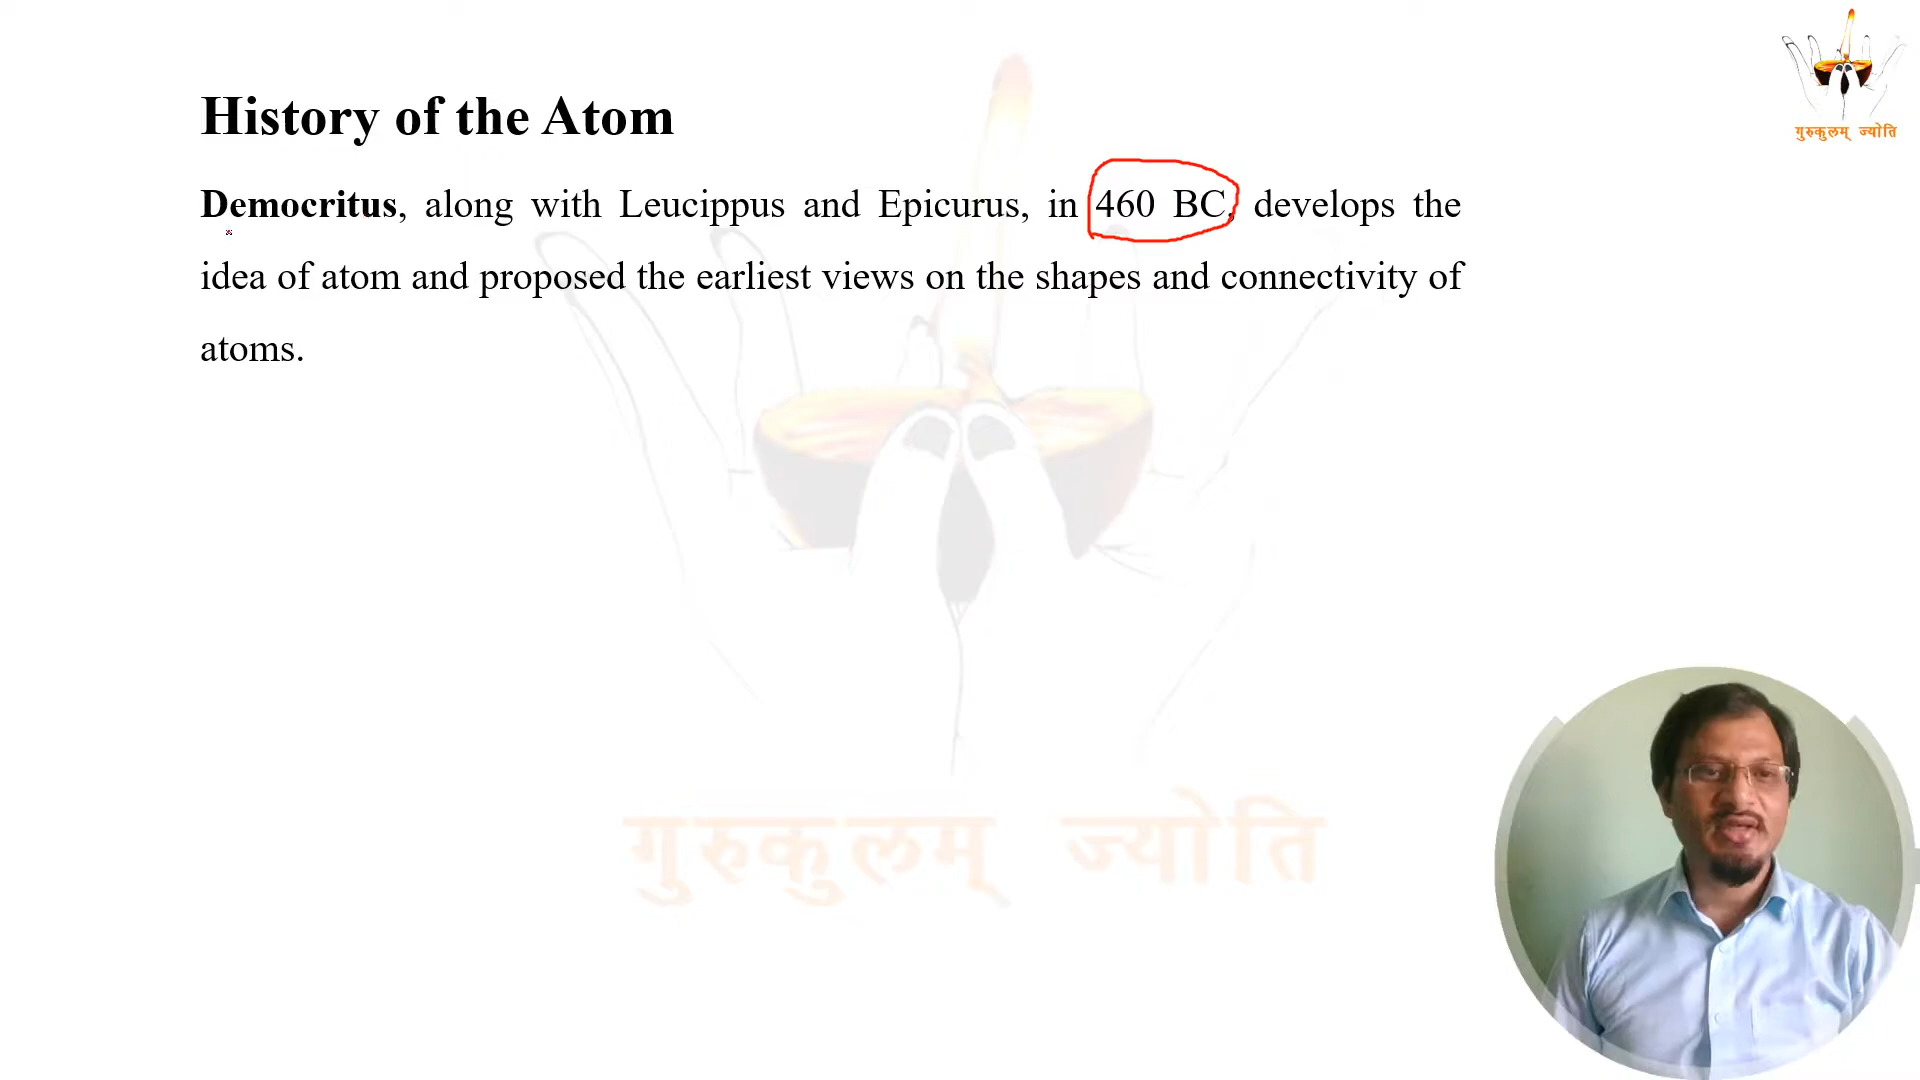 गुरुकुलम् ज्योति
History of the Atom
Democritus, along with Leucippus and Epicurus, in 460 BC, develops the
idea of atom and proposed the earliest views on the shapes and connectivity of
atoms.
गुरुकुलम् ज्योति